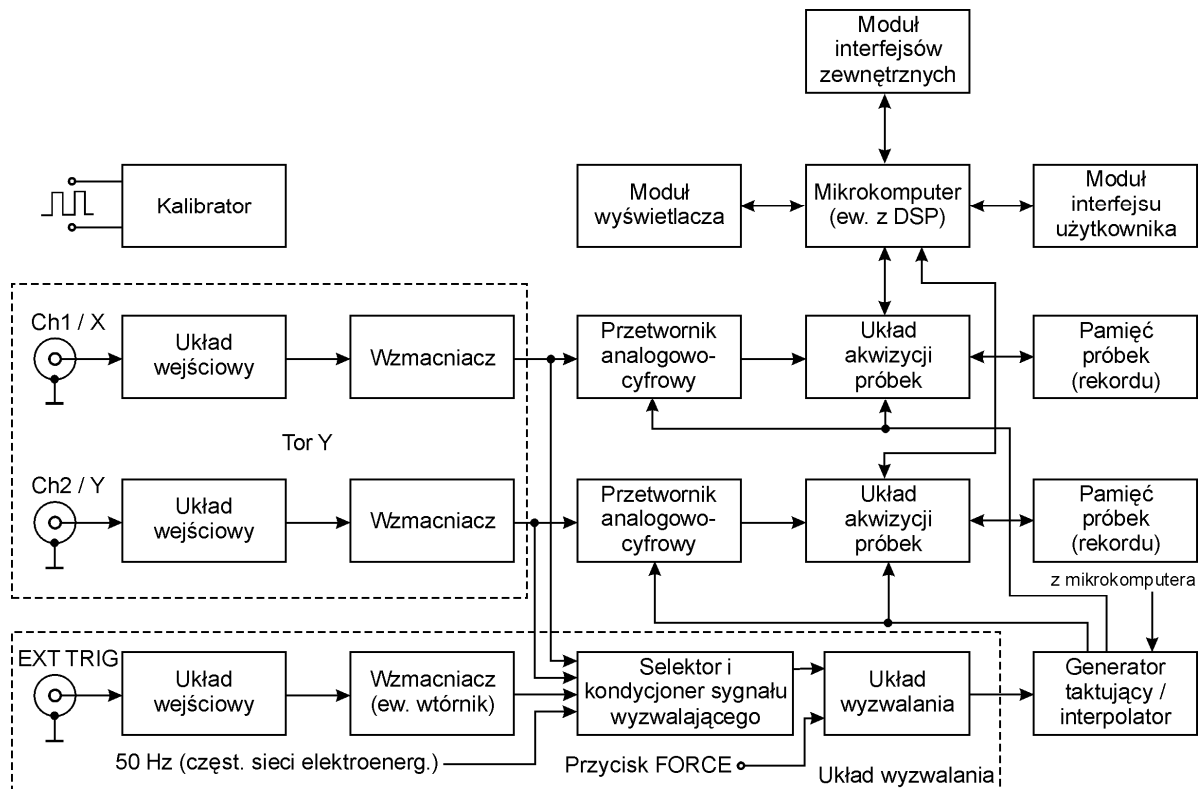 Moduł
interfejsów
zewnętrznych
Kalibrator
Moduł
wyświetlacza
Mikrokomputer
(ew. z DSP)
Moduł
interfejsu
użytkownika
Ch1 / X
Układ
wejściowy
Wzmacniacz
Przetwornik
analogowo-
cyfrowy
Układ
akwizycji
próbek
Pamięć
próbek
(rekordu)
Tor Y
Ch2 / Y
Układ
wejściowy
Wzmacniacz
Przetwornik
analogowo-
cyfrowy
Układ
akwizycji
próbek
Pamięć
próbek
(rekordu)
z mikrokomputera
EXT TRIG
Układ
wejściowy
Wzmacniacz
(ew. wtórnik)
Selektor i
kondycjoner sygnału
wyzwalającego
Układ
wyzwalania
Generator
taktujący /
interpolator
50 Hz (częst. sieci elektroenerg.)
Przycisk FORCE
Układ wyzwalania